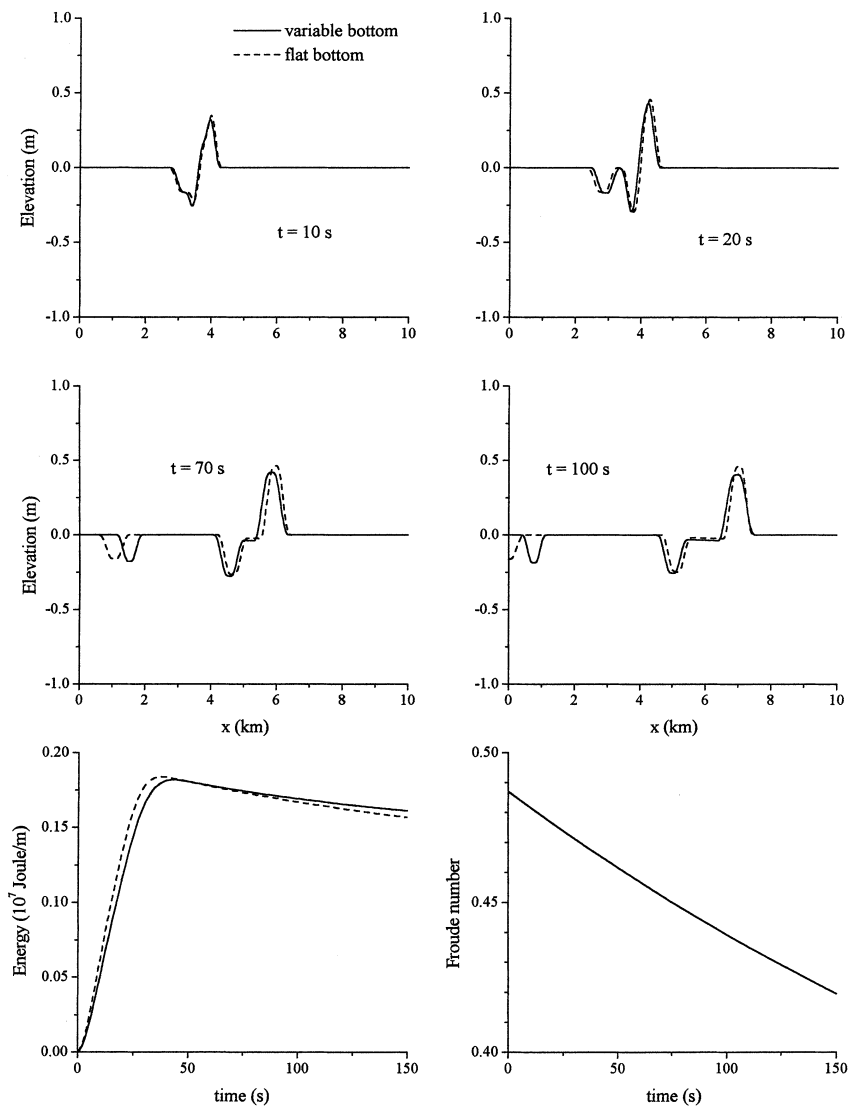 1.0
variable bottom
flat bottom
0.5
0.0
-0.5
-1.0
Elevation (m)
t = 10 s
0 2 4 6 8 10
1.0
0.5
0.0
-0.5
-1.0
t = 20 s
0 2 4 6 8 10
1.0
0.5
0.0
-0.5
-1.0
Elevation (m)
t = 70 s
0 2 4 6 8 10
x (km)
1.0
0.5
0.0
-0.5
-1.0
t = 100 s
0 2 4 6 8 10
x (km)
0.20
0.15
0.10
0.05
0.00
Energy (10⁷ Joule/m)
0 50 100 150
time (s)
0.50
0.45
0.40
Froude number
0 50 100 150
time (s)